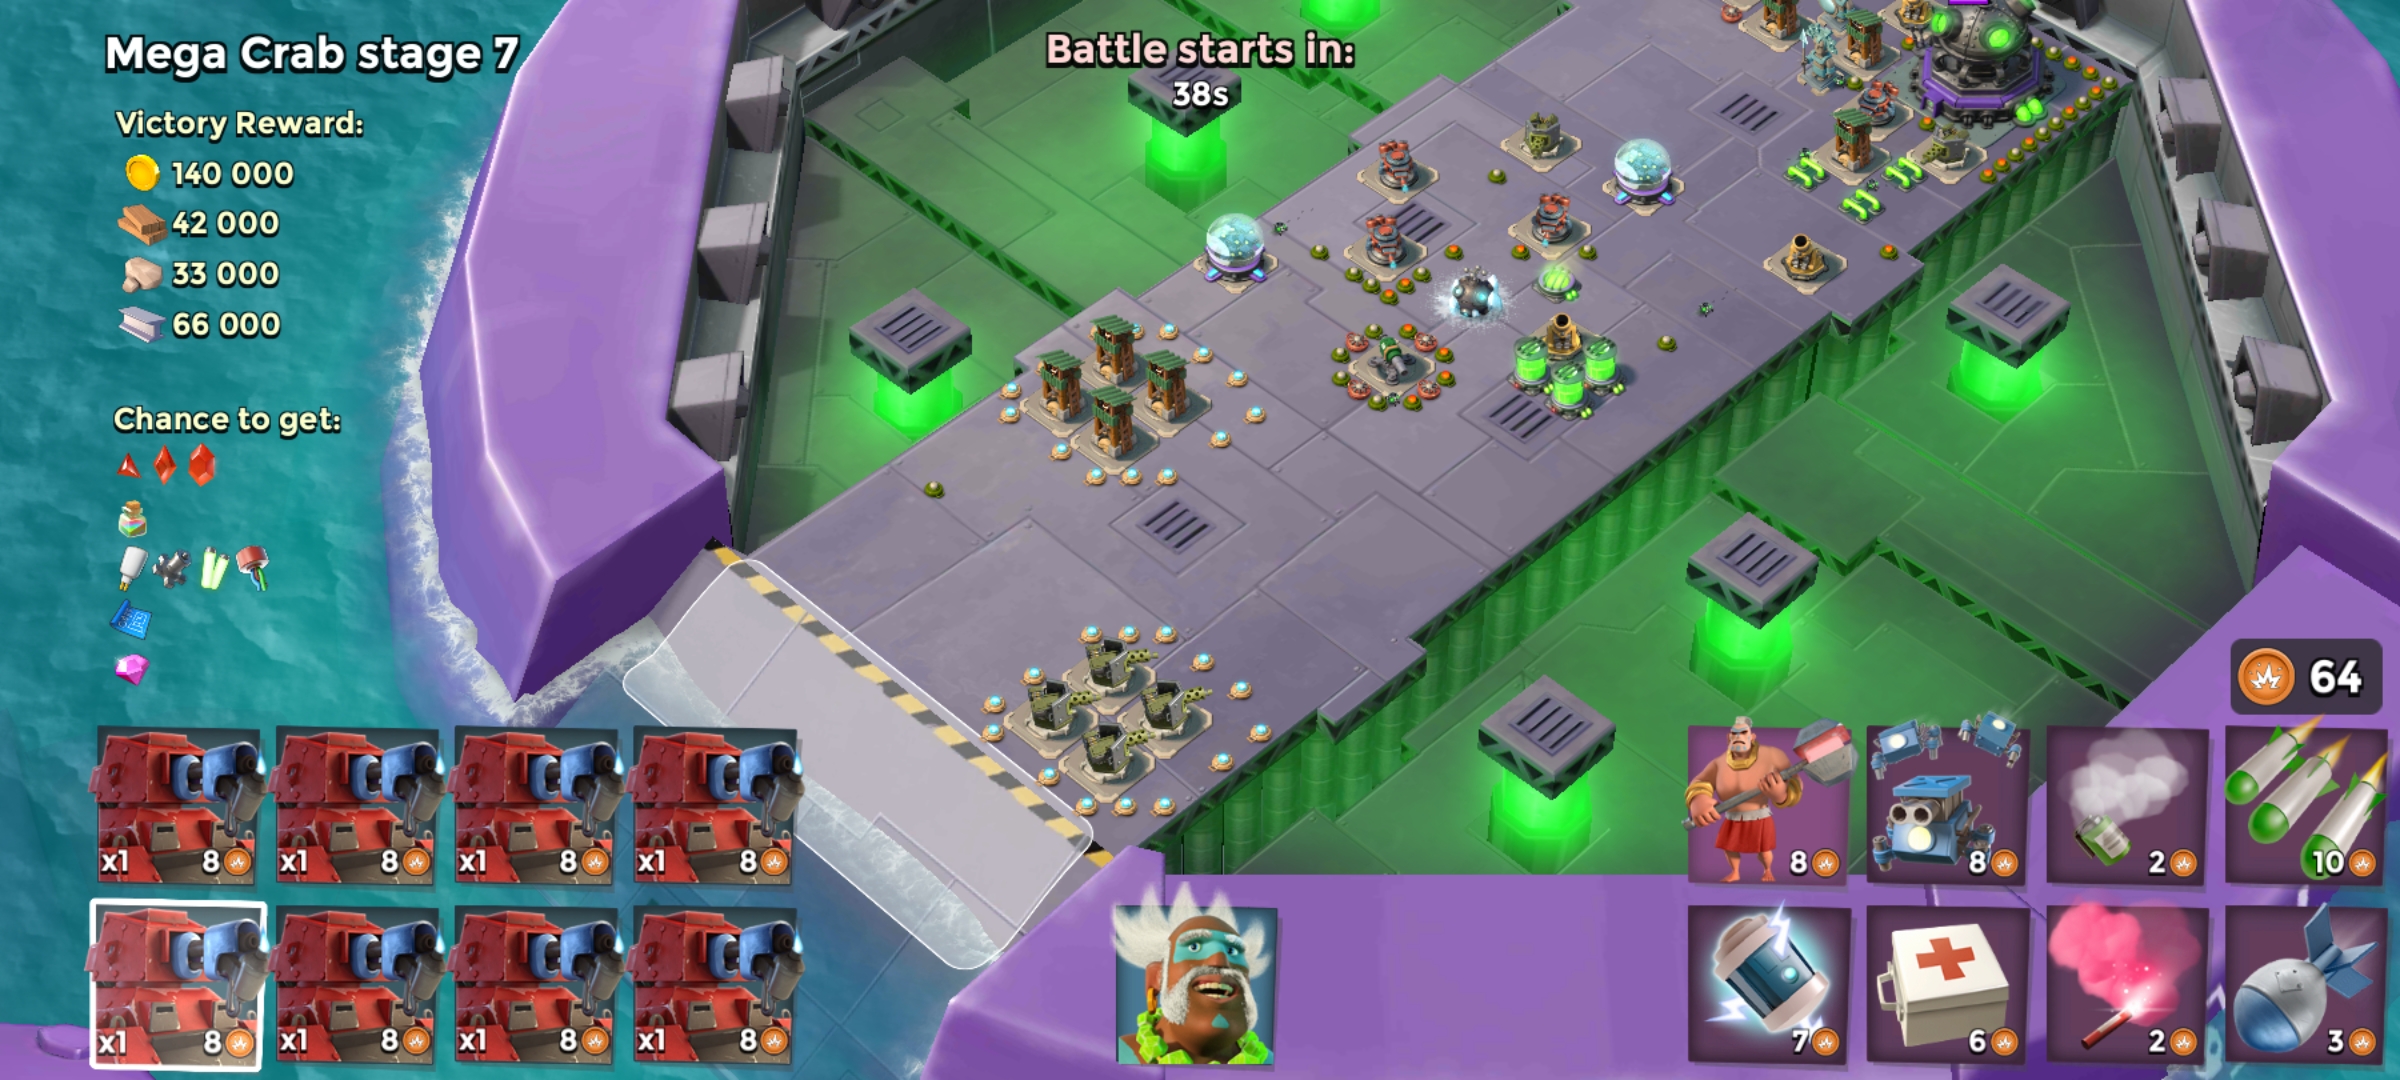 Mega Crab stage 7
Battle starts in:
38s
Victory Reward:
140 000
42 000
33 000
66 000
Chance to get:
64
x1 8
x1 8
x1 8
x1 8
8
8
2
10
x1 8
x1 8
x1 8
x1 8
7
6
2
3